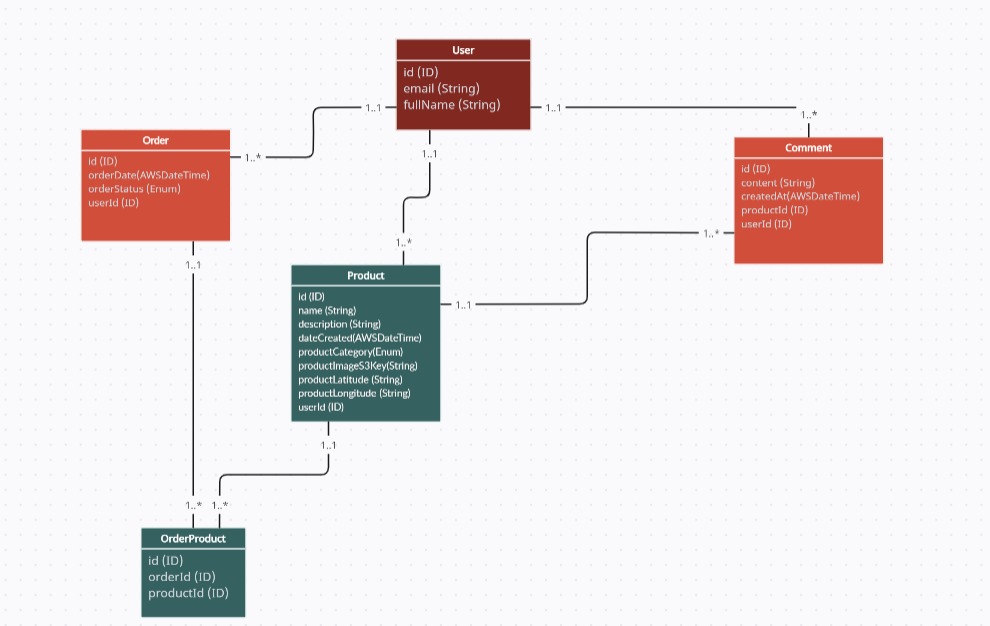 User
id (ID)
email (String)
fullName (String)
1..1
1..1
1..*
1..*
1..1
Order
id (ID)
orderDate(AWSDateTime)
orderStatus (Enum)
userId (ID)
Comment
id (ID)
content (String)
createdAt(AWSDateTime)
productId (ID)
userId (ID)
1..*
1..*
1..1
1..1
Product
id (ID)
name (String)
description (String)
dateCreated(AWSDateTime)
productCategory(Enum)
productImageS3Key(String)
productLatitude (String)
productLongitude (String)
userId (ID)
1..1
1..*
1..*
OrderProduct
id (ID)
orderId (ID)
productId (ID)